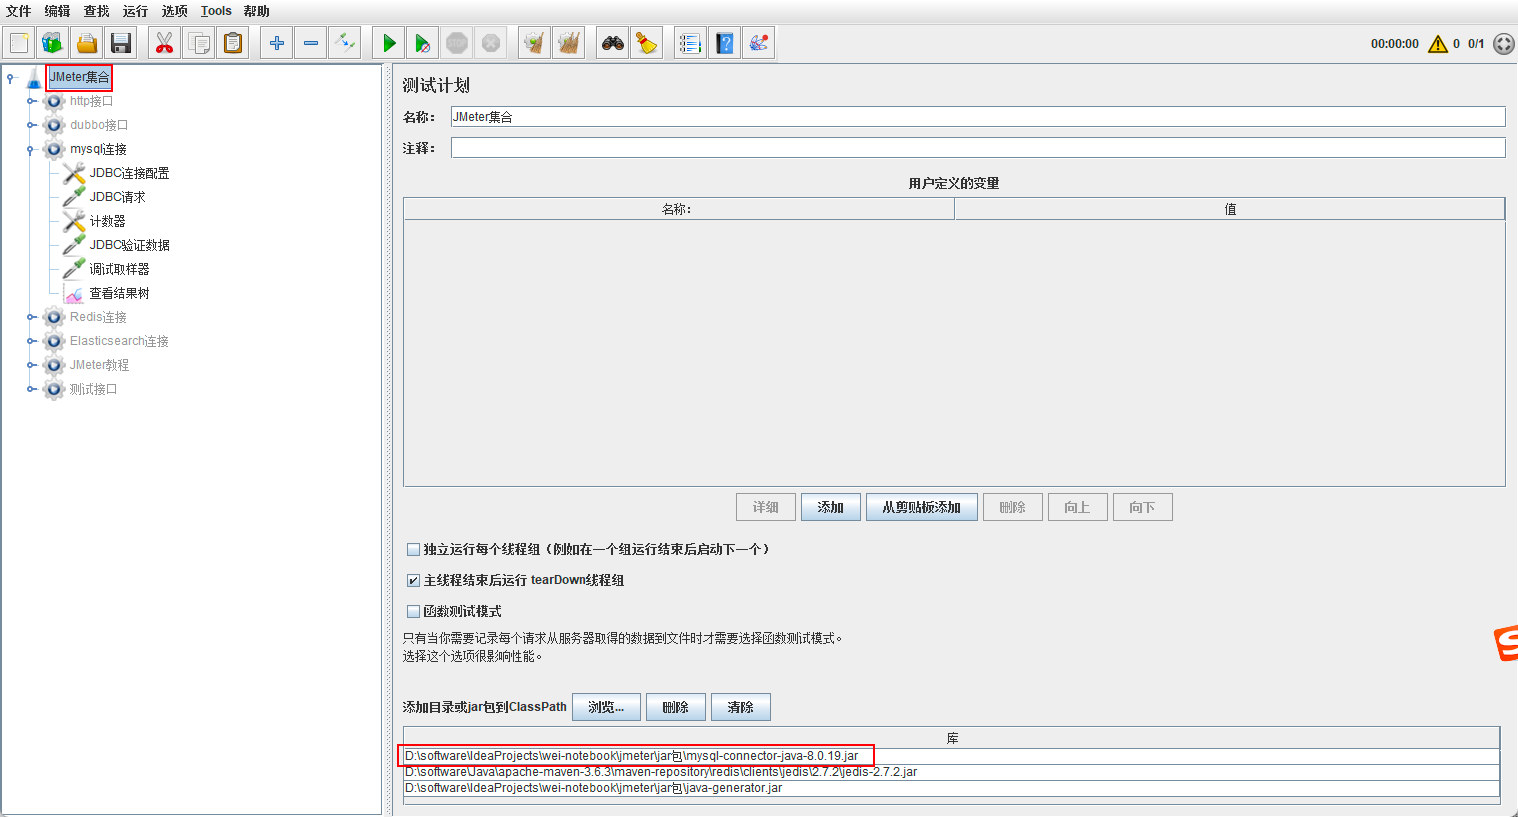 文件 编辑 查找 运行 选项 Tools 帮助
STOP
00:00:00 0 0/1
JMeter集合
http接口
dubbo接口
mysql连接
JDBC连接配置
JDBC请求
计数器
JDBC验证数据
调试取样器
查看结果树
Redis连接
Elasticsearch连接
JMeter教程
测试接口
测试计划
名称： JMeter集合
注释：
用户定义的变量
名称: 值
详细 添加 从剪贴板添加 删除 向上 向下
独立运行每个线程组（例如在一个组运行结束后启动下一个）
主线程结束后运行 tearDown线程组
函数测试模式
只有当你需要记录每个请求从服务器取得的数据到文件时才需要选择函数测试模式。
选择这个选项很影响性能。
添加目录或jar包到ClassPath 浏览... 删除 清除
库
D:\software\IdeaProjects\wei-notebook\jmeter\jar包\mysql-connector-java-8.0.19.jar
D:\software\Java\apache-maven-3.6.3\maven-repository\redis\clients\jedis\2.7.2\jedis-2.7.2.jar
D:\software\IdeaProjects\wei-notebook\jmeter\jar包\java-generator.jar